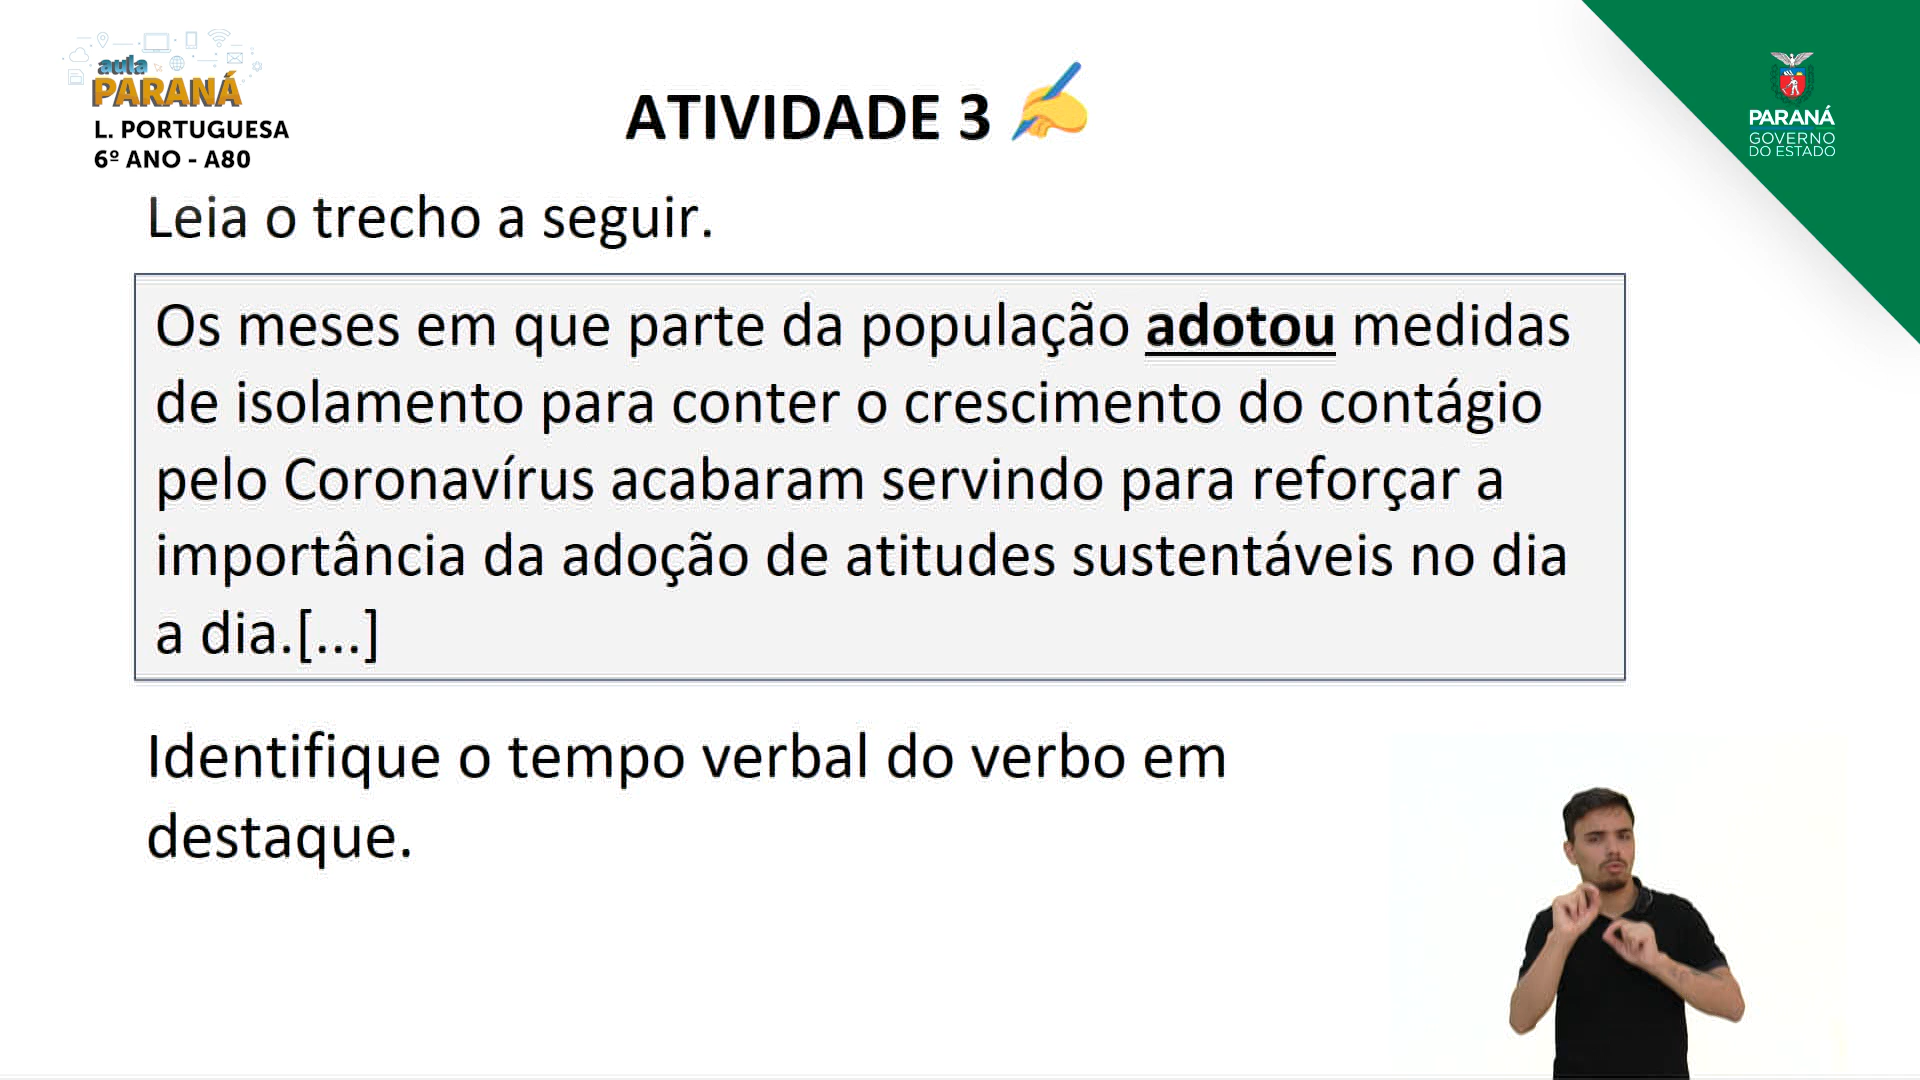 aula
PARANÁ
L. PORTUGUESA
6º ANO - A80
ATIVIDADE 3
PARANÁ
GOVERNO
DO ESTADO
Leia o trecho a seguir.
Os meses em que parte da população adotou medidas
de isolamento para conter o crescimento do contágio
pelo Coronavírus acabaram servindo para reforçar a
importância da adoção de atitudes sustentáveis no dia
a dia.[...]
Identifique o tempo verbal do verbo em
destaque.